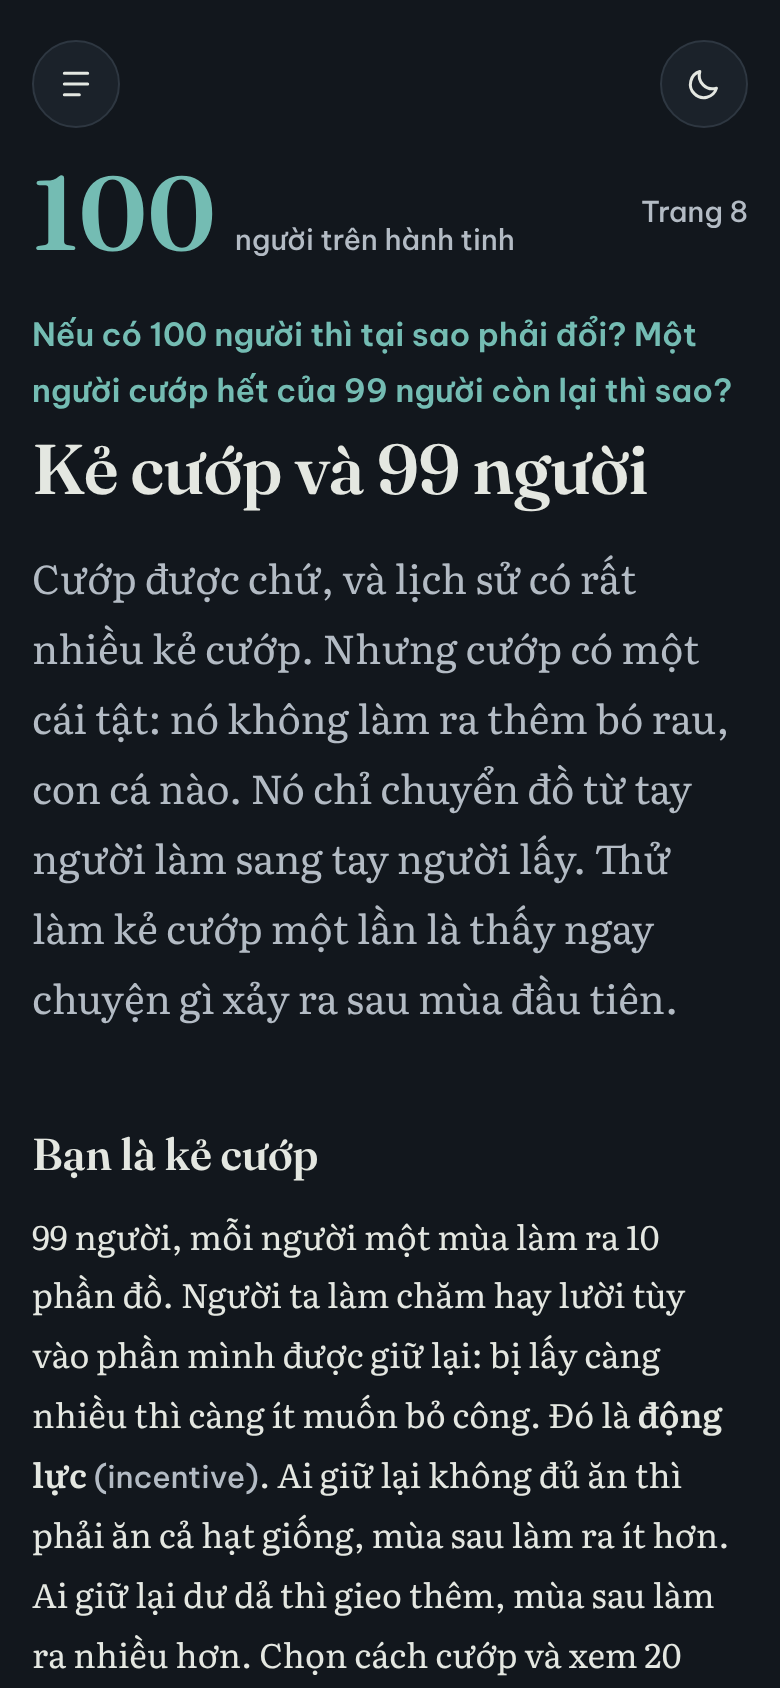 100 người trên hành tinh
Trang 8
Nếu có 100 người thì tại sao phải đổi? Một
người cướp hết của 99 người còn lại thì sao?
Kẻ cướp và 99 người
Cướp được chứ, và lịch sử có rất
nhiều kẻ cướp. Nhưng cướp có một
cái tật: nó không làm ra thêm bó rau,
con cá nào. Nó chỉ chuyển đồ từ tay
người làm sang tay người lấy. Thử
làm kẻ cướp một lần là thấy ngay
chuyện gì xảy ra sau mùa đầu tiên.
Bạn là kẻ cướp
99 người, mỗi người một mùa làm ra 10
phần đồ. Người ta làm chăm hay lười tùy
vào phần mình được giữ lại: bị lấy càng
nhiều thì càng ít muốn bỏ công. Đó là động
lực (incentive). Ai giữ lại không đủ ăn thì
phải ăn cả hạt giống, mùa sau làm ra ít hơn.
Ai giữ lại dư dả thì gieo thêm, mùa sau làm
ra nhiều hơn. Chọn cách cướp và xem 20